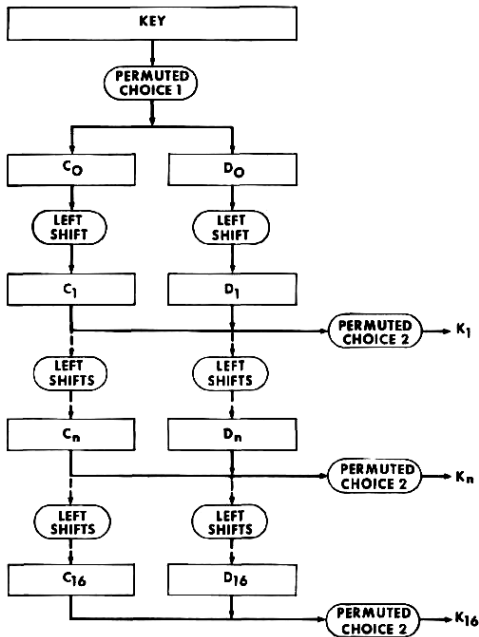 KEY
PERMUTED
CHOICE 1
C0 D0
LEFT
SHIFT
LEFT
SHIFT
C1 D1
PERMUTED
CHOICE 2
K1
LEFT
SHIFTS
LEFT
SHIFTS
Cn Dn
PERMUTED
CHOICE 2
Kn
LEFT
SHIFTS
LEFT
SHIFTS
C16 D16
PERMUTED
CHOICE 2
K16